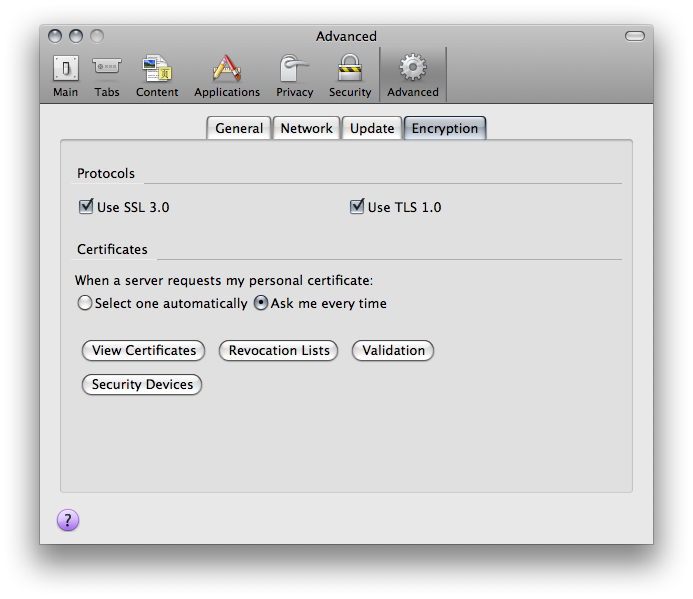 Advanced
Main Tabs Content Applications Privacy Security Advanced
General Network Update Encryption
Protocols
Use SSL 3.0 Use TLS 1.0
Certificates
When a server requests my personal certificate:
Select one automatically Ask me every time
View Certificates Revocation Lists Validation
Security Devices
?